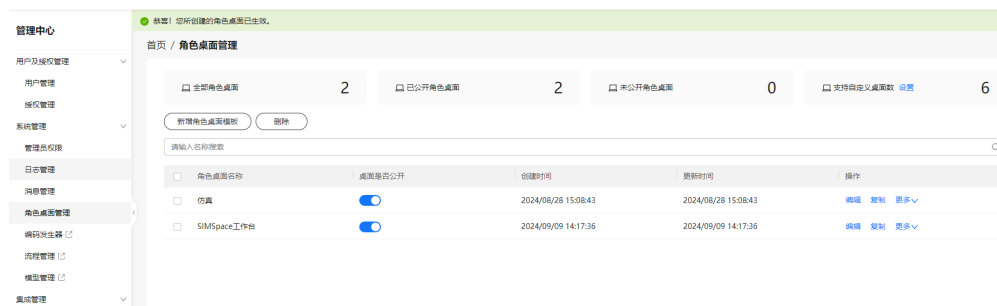 恭喜！您所创建的角色桌面已生效。
管理中心
首页 / 角色桌面管理
用户及授权管理
用户管理
授权管理
系统管理
管理员权限
日志管理
消息管理
角色桌面管理
编码发生器
流程管理
模型管理
集成管理
全部角色桌面 2
已公开角色桌面 2
未公开角色桌面 0
支持自定义桌面数 设置 6
新增角色桌面模板 删除
请输入名称搜索
角色桌面名称 桌面是否公开 创建时间 更新时间 操作
仿真 2024/08/28 15:08:43 2024/08/28 15:08:43 编辑 复制 更多
SIMSpace工作台 2024/09/09 14:17:36 2024/09/09 14:17:36 编辑 复制 更多